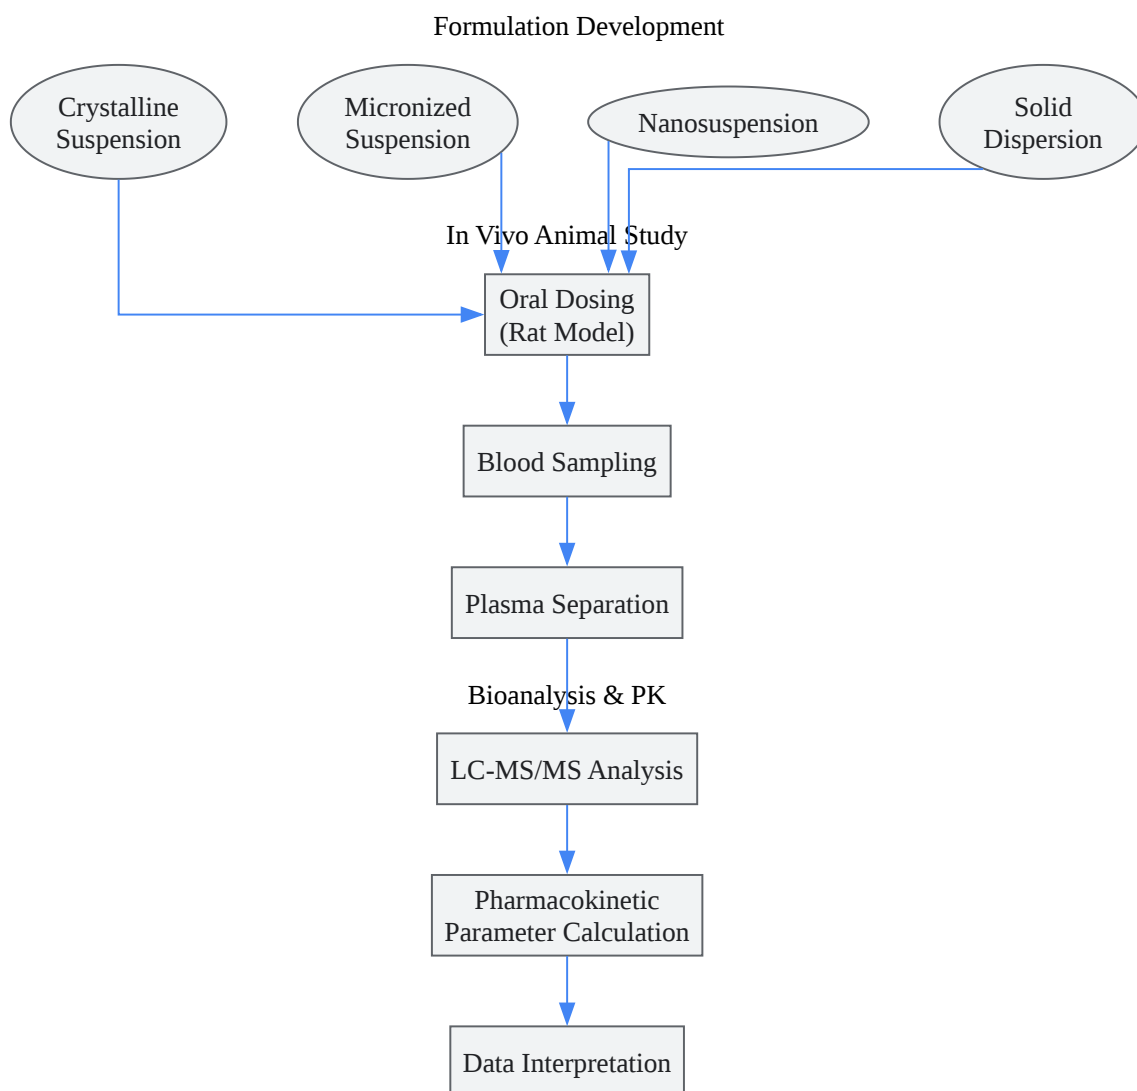 Formulation Development
Crystalline
Suspension
Micronized
Suspension
Nanosuspension
Solid
Dispersion
In Vivo Animal Study
Oral Dosing
(Rat Model)
Blood Sampling
Plasma Separation
Bioanalysis & PK
LC-MS/MS Analysis
Pharmacokinetic
Parameter Calculation
Data Interpretation